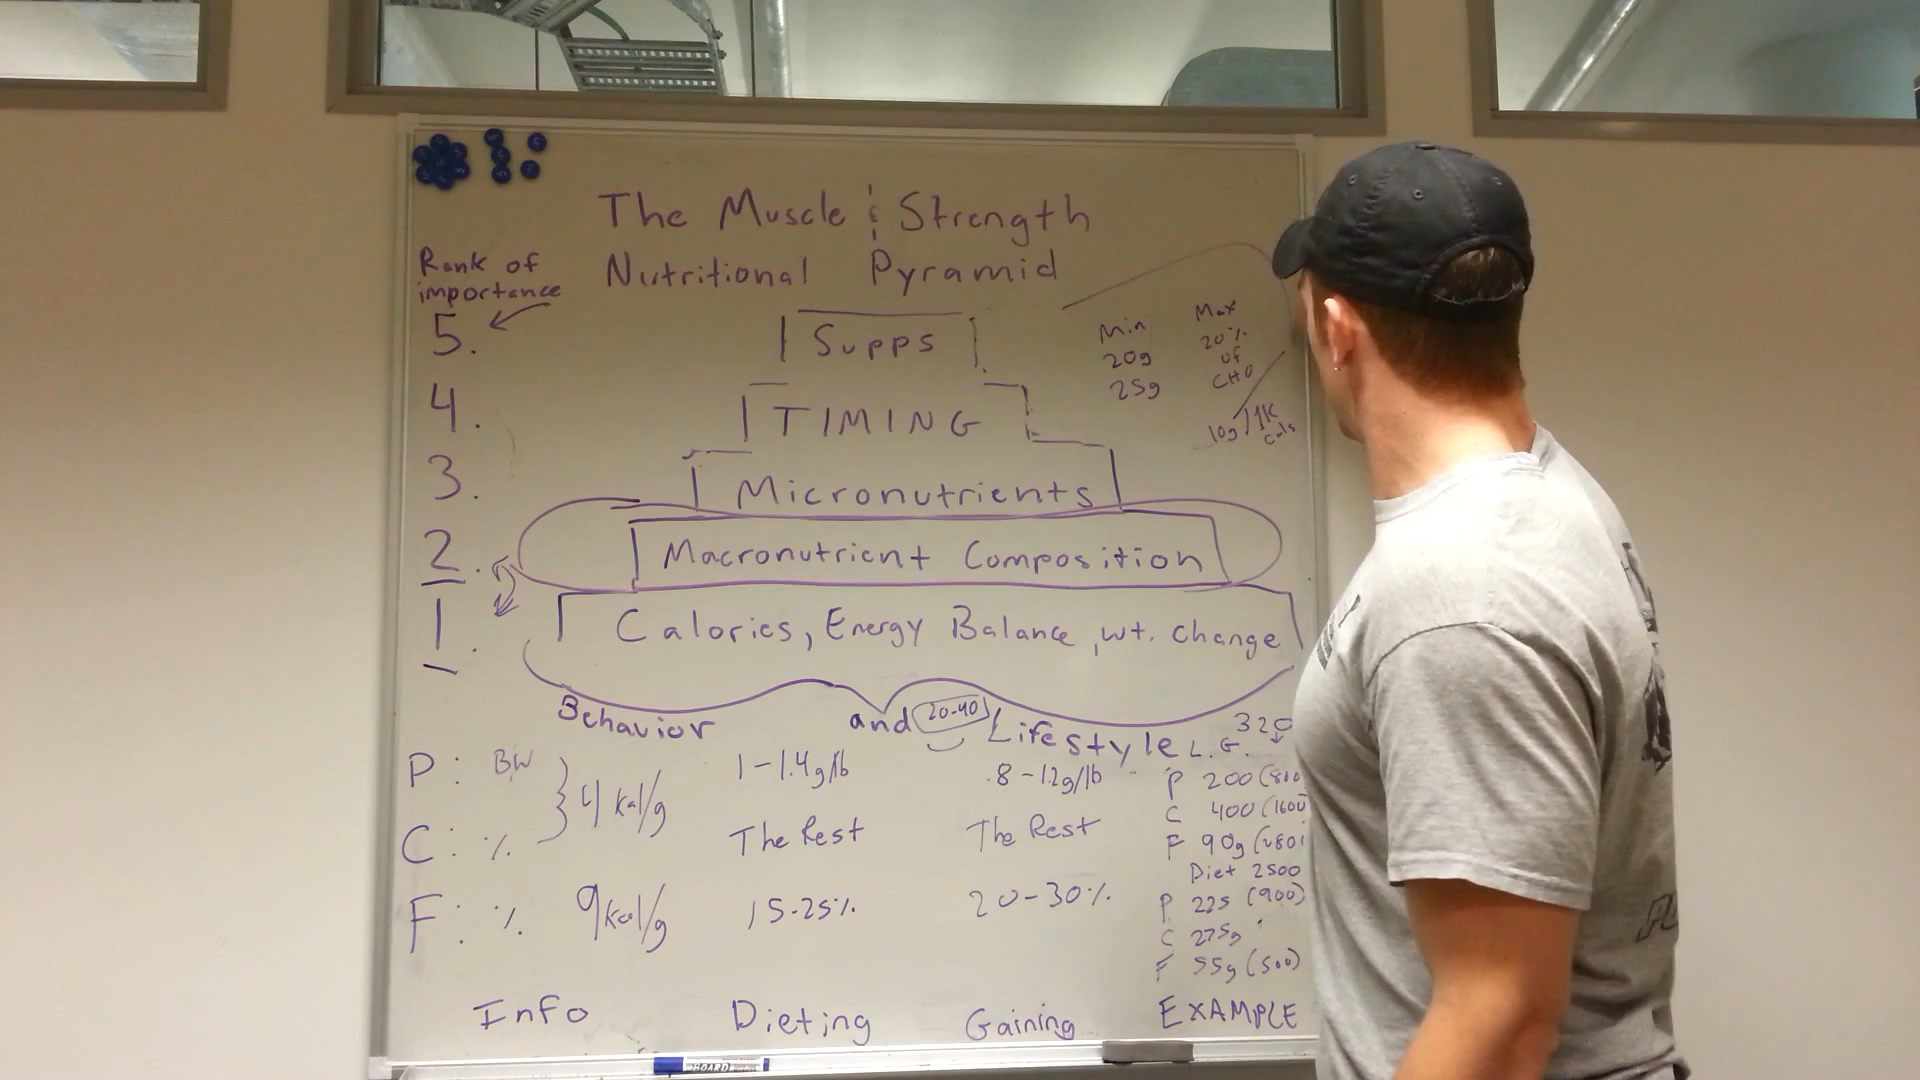 The Muscle & Strength
Nutritional Pyramid
Rank of
importance
5.
4.
3.
2.
1.
Supps
TIMING
Micronutrients
Macronutrient Composition
Calories, Energy Balance, wt. change
Min
20g
25g
Max
20%
of
CHO
10g/1K
Cals
Behavior and 20-40 Lifestyle
P: BW } 4 kcal/g
C: %
F: % 9 kcal/g
Info
1-1.4g/lb
The Rest
15-25%
Dieting
.8-1.2g/lb
The Rest
20-30%
Gaining
L.G. 320
P 200 (800
C 400 (1600
F 90g
Diet 2500
P 225 (900)
C 275g
F 55g (500)
EXAMPLE
BOARD